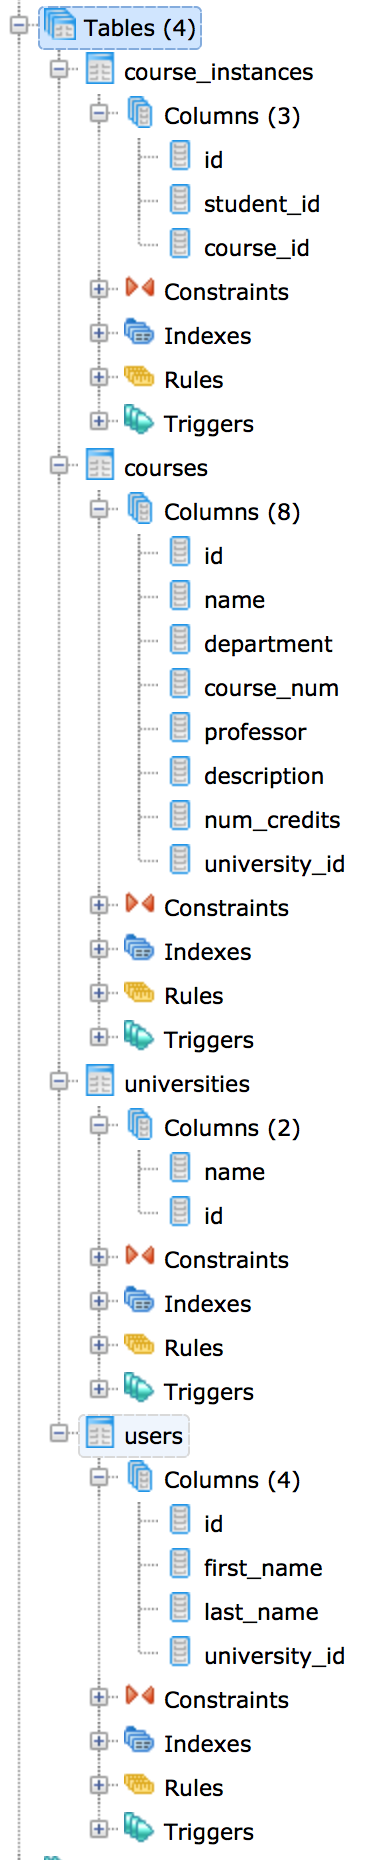 Tables (4)
course_instances
Columns (3)
id
student_id
course_id
Constraints
Indexes
Rules
Triggers
courses
Columns (8)
id
name
department
course_num
professor
description
num_credits
university_id
Constraints
Indexes
Rules
Triggers
universities
Columns (2)
name
id
Constraints
Indexes
Rules
Triggers
users
Columns (4)
id
first_name
last_name
university_id
Constraints
Indexes
Rules
Triggers